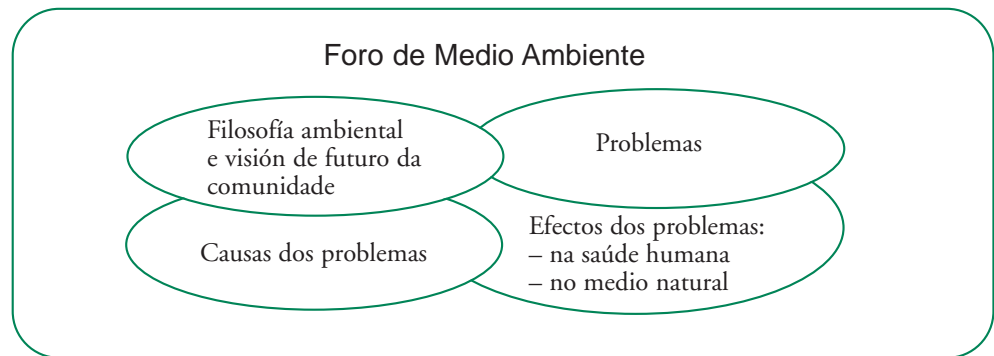 Foro de Medio Ambiente
Filosofía ambiental
e visión de futuro da
comunidade
Problemas
Causas dos problemas
Efectos dos problemas:
– na saúde humana
– no medio natural